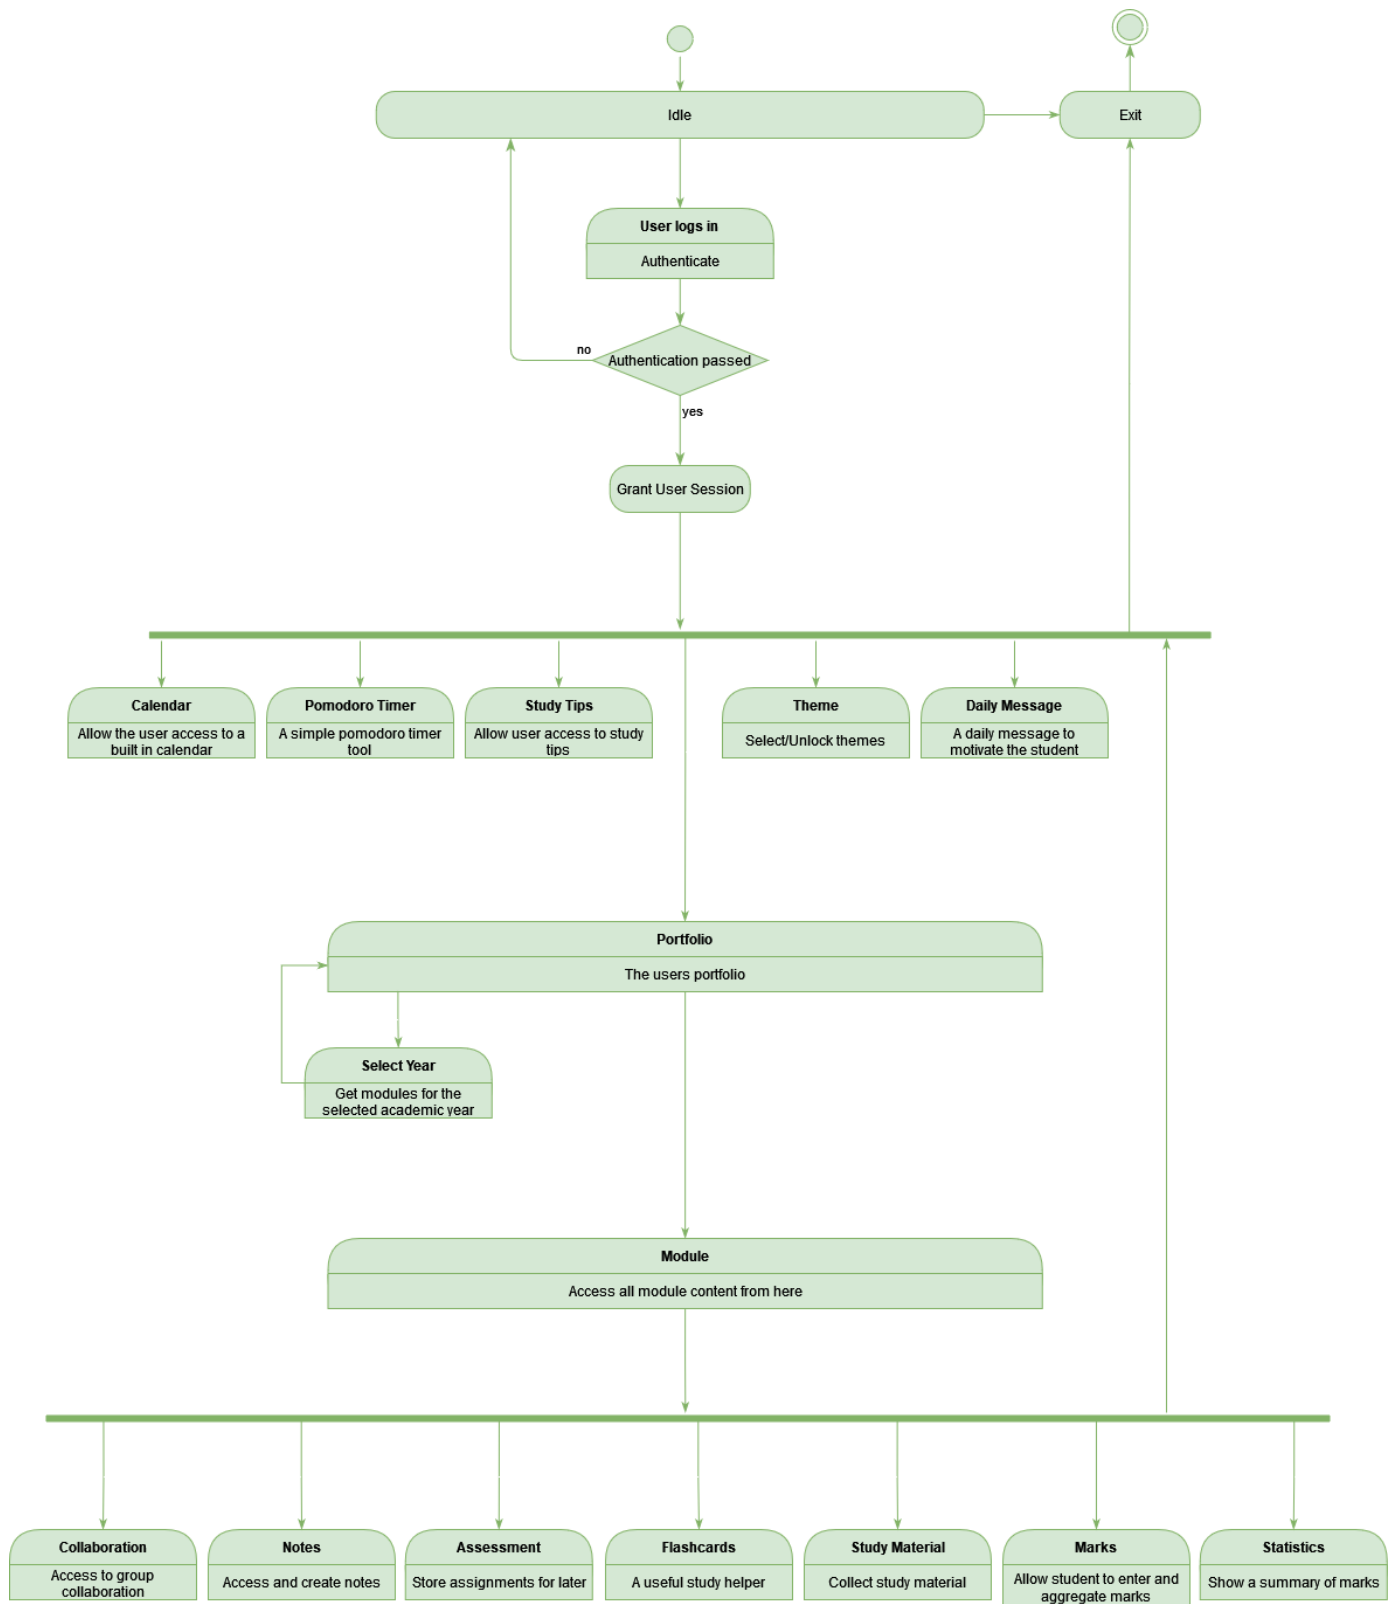 Idle
Exit
User logs in
Authenticate
no
Authentication passed
yes
Grant User Session
Calendar
Allow the user access to a
built in calendar
Pomodoro Timer
A simple pomodoro timer
tool
Study Tips
Allow user access to study
tips
Theme
Select/Unlock themes
Daily Message
A daily message to
motivate the student
Portfolio
The users portfolio
Select Year
Get modules for the
selected academic year
Module
Access all module content from here
Collaboration
Access to group
collaboration
Notes
Access and create notes
Assessment
Store assignments for later
Flashcards
A useful study helper
Study Material
Collect study material
Marks
Allow student to enter and
aggregate marks
Statistics
Show a summary of marks